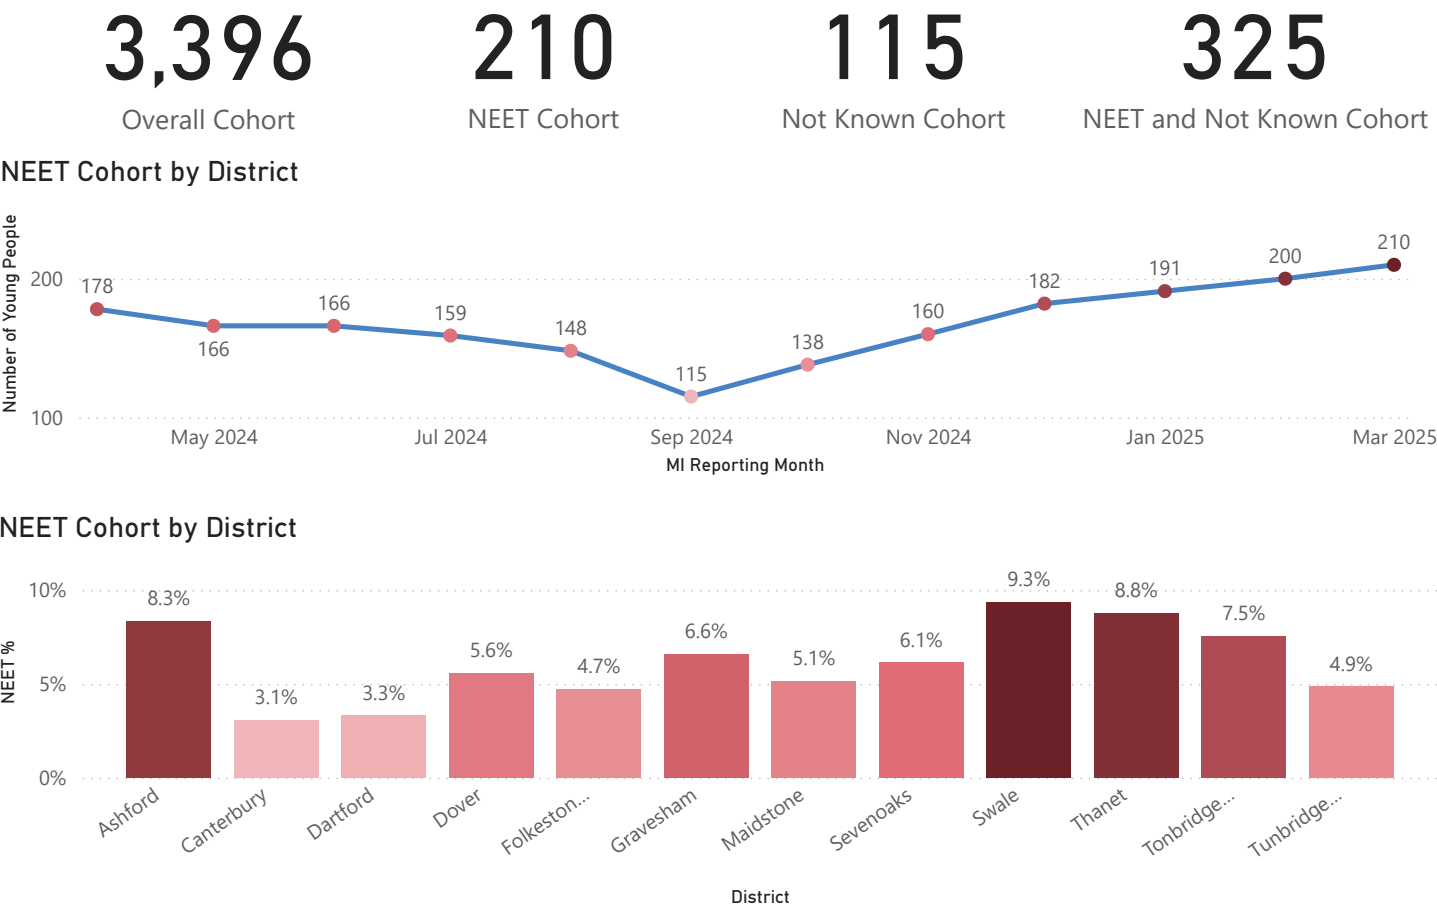 3,396
Overall Cohort
210
NEET Cohort
115
Not Known Cohort
325
NEET and Not Known Cohort
NEET Cohort by District
Number of Young People
200
100
178
166
166
159
148
115
138
160
182
191
200
210
May 2024
Jul 2024
Sep 2024
Nov 2024
Jan 2025
Mar 2025
MI Reporting Month
NEET Cohort by District
NEET %
10%
5%
0%
8.3%
3.1%
3.3%
5.6%
4.7%
6.6%
5.1%
6.1%
9.3%
8.8%
7.5%
4.9%
Ashford
Canterbury
Dartford
Dover
Folkeston...
Gravesham
Maidstone
Sevenoaks
Swale
Thanet
Tonbridge...
Tunbridge...
District